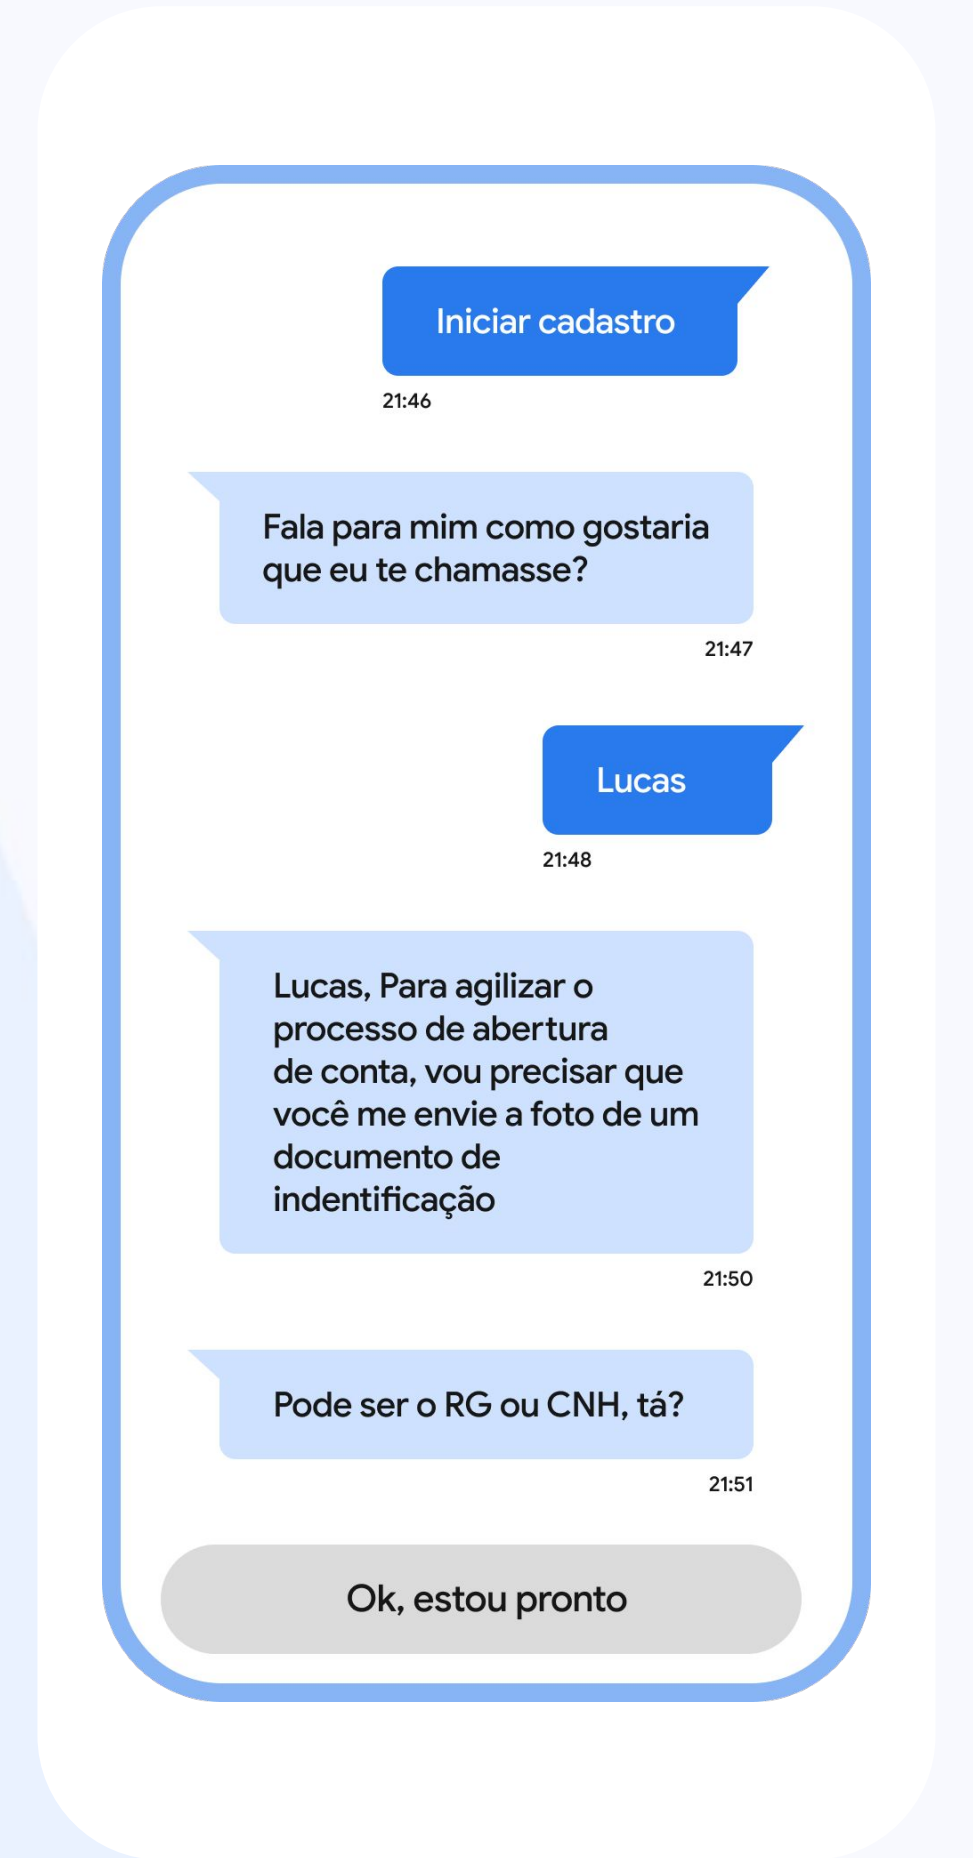 Iniciar cadastro
21:46
Fala para mim como gostaria
que eu te chamasse?
21:47
Lucas
21:48
Lucas, Para agilizar o
processo de abertura
de conta, vou precisar que
você me envie a foto de um
documento de
indentificação
21:50
Pode ser o RG ou CNH, tá?
21:51
Ok, estou pronto